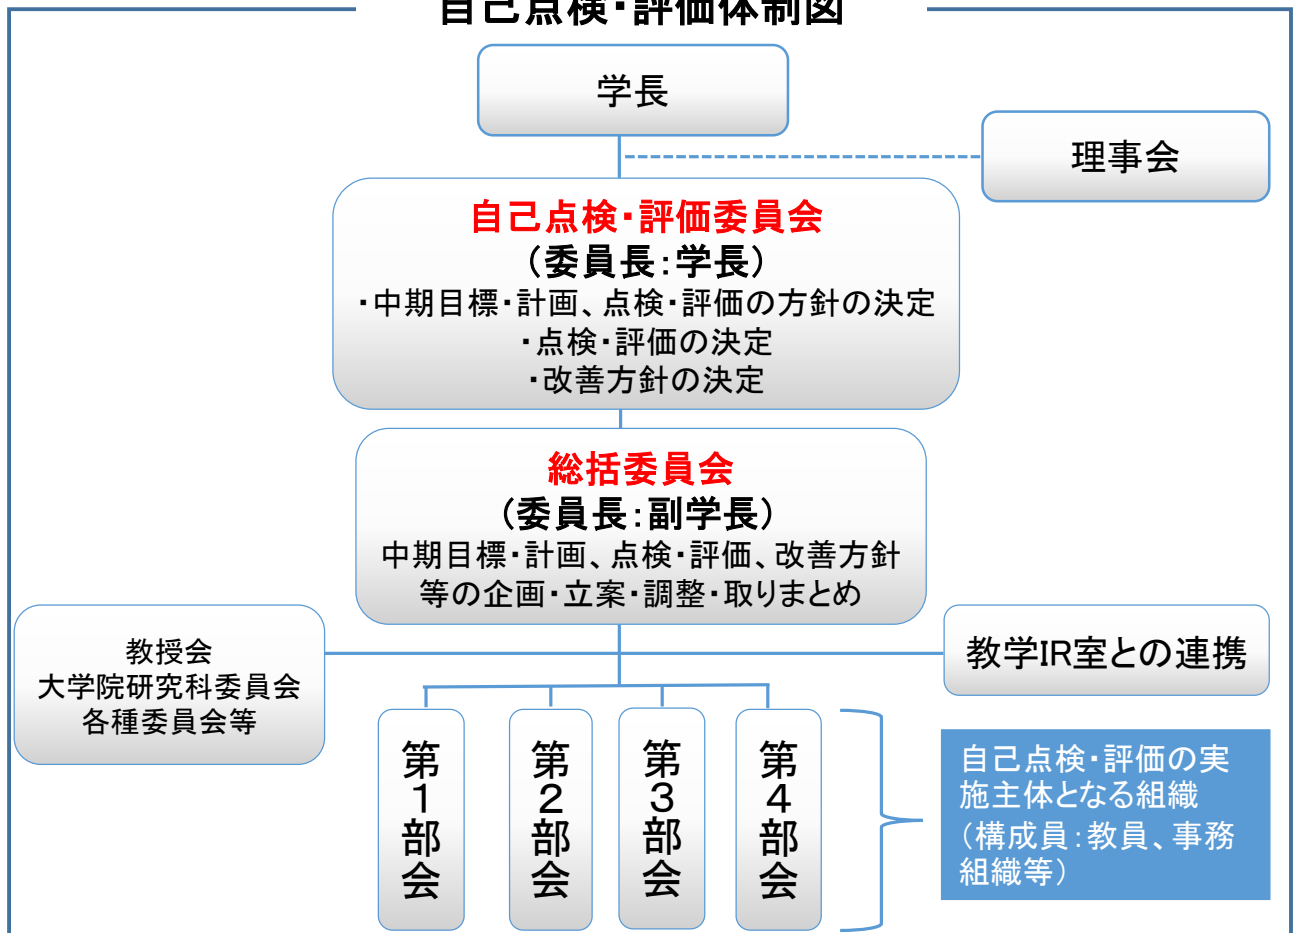 自己点検・評価体制図
学長
理事会
自己点検・評価委員会
（委員長：学長）
・中期目標・計画、点検・評価の方針の決定
・点検・評価の決定
・改善方針の決定
総括委員会
（委員長：副学長）
中期目標・計画、点検・評価、改善方針
等の企画・立案・調整・取りまとめ
教授会
大学院研究科委員会
各種委員会等
教学IR室との連携
第１部会
第２部会
第３部会
第４部会
自己点検・評価の実
施主体となる組織
（構成員：教員、事務
組織等）